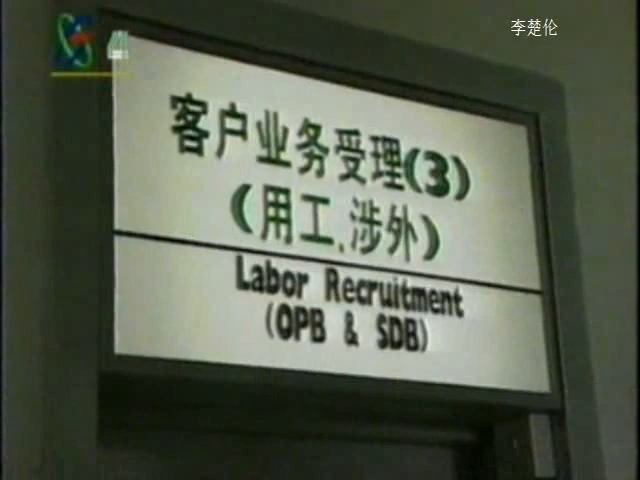 李楚伦
客户业务受理(3)
(用工、涉外)
Labor Recruitment
(OPB & SDB)